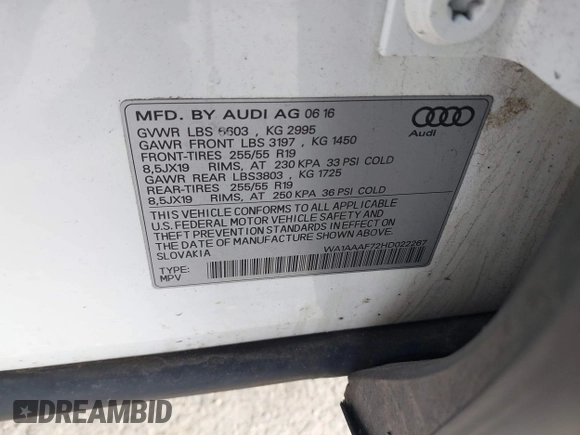 MFD. BY AUDI AG 06 16
GVWR LBS 6603 , KG 2995
GAWR FRONT LBS 3197 , KG 1450
FRONT-TIRES 255/55 R19
8,5JX19 RIMS, AT 230 KPA 33 PSI COLD
GAWR REAR LBS3803 , KG 1725
REAR-TIRES 255/55 R19
8,5JX19 RIMS, AT 250 KPA 36 PSI COLD
Audi
THIS VEHICLE CONFORMS TO ALL APPLICABLE
U.S. FEDERAL MOTOR VEHICLE SAFETY AND
THEFT PREVENTION STANDARDS IN EFFECT ON
THE DATE OF MANUFACTURE SHOWN ABOVE
SLOVAKIA
WA1AAAF72HD022267
TYPE:
MPV
DREAMBID